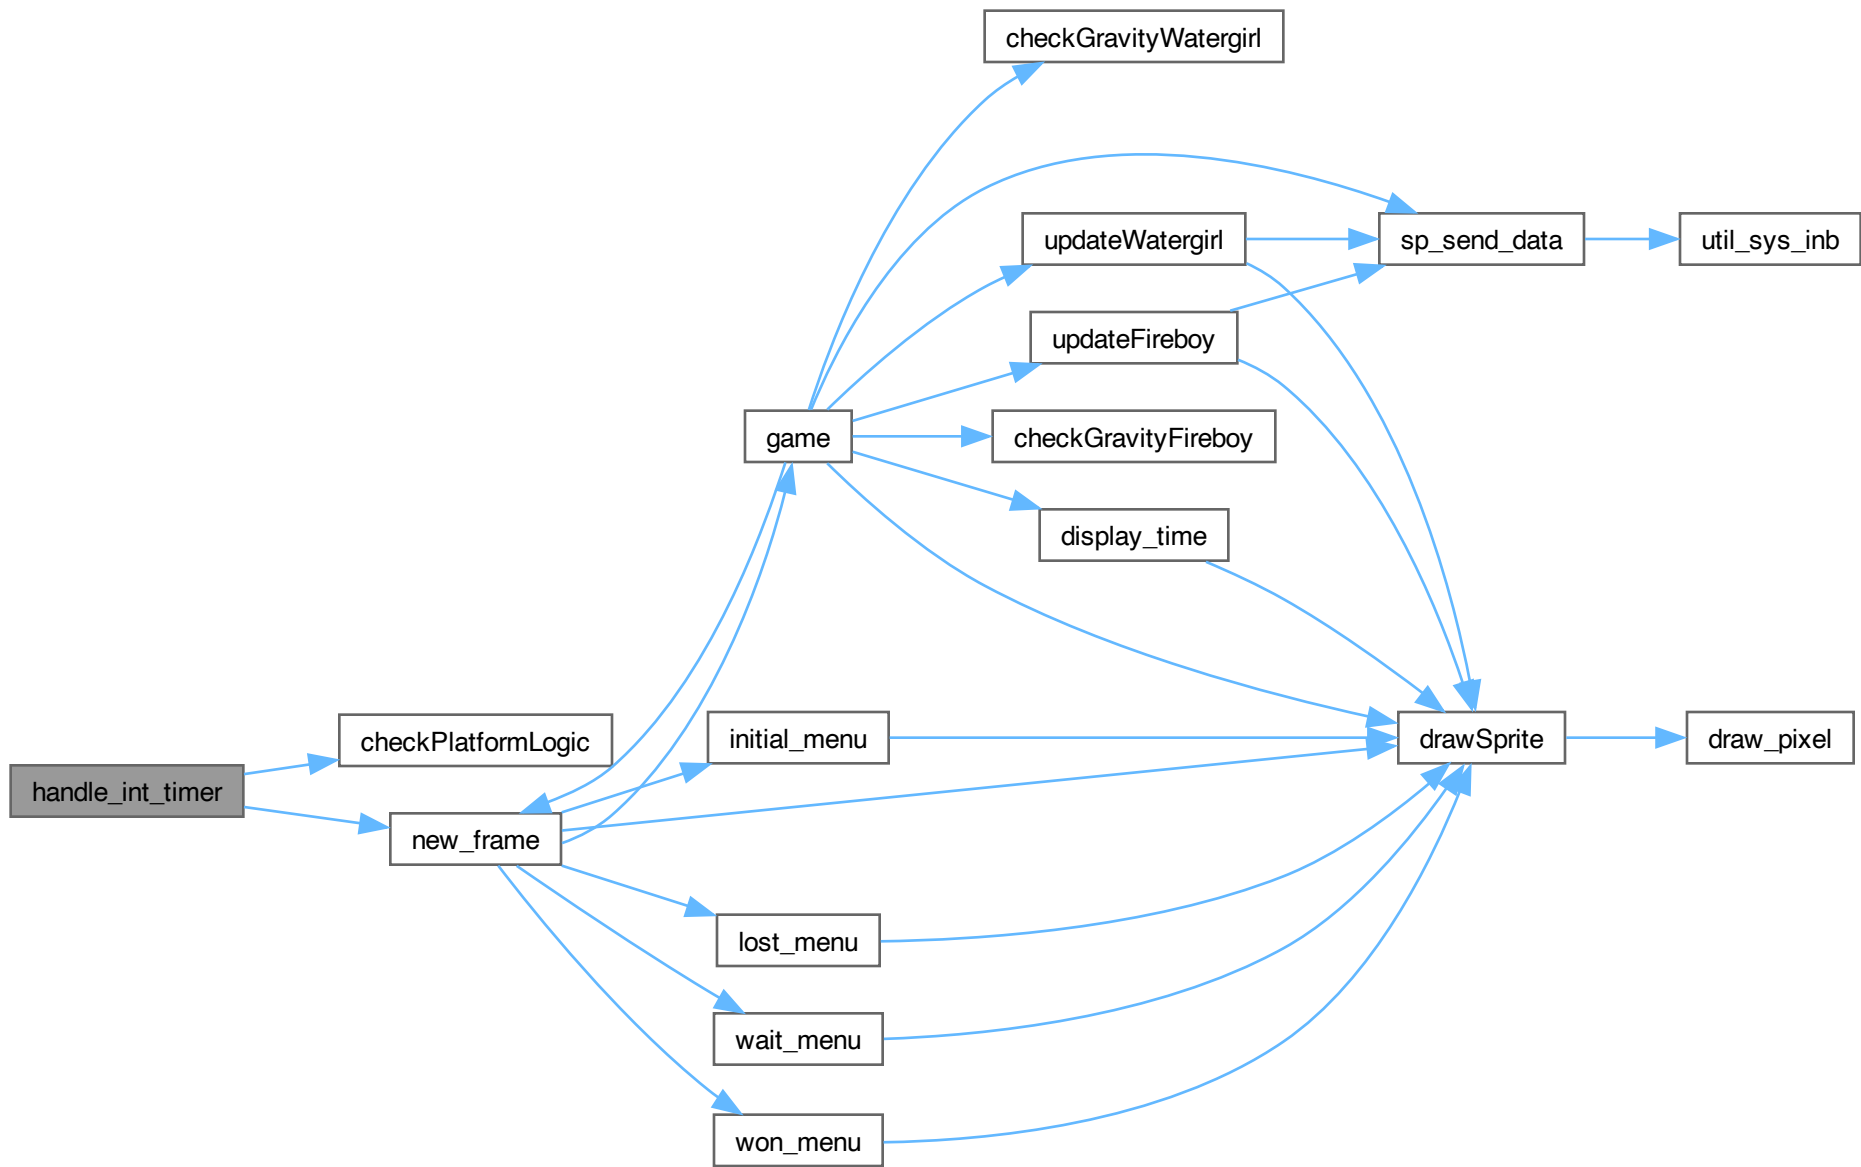 checkGravityWatergirl
updateWatergirl
sp_send_data
util_sys_inb
updateFireboy
game
checkGravityFireboy
display_time
checkPlatformLogic
initial_menu
drawSprite
draw_pixel
handle_int_timer
new_frame
lost_menu
wait_menu
won_menu